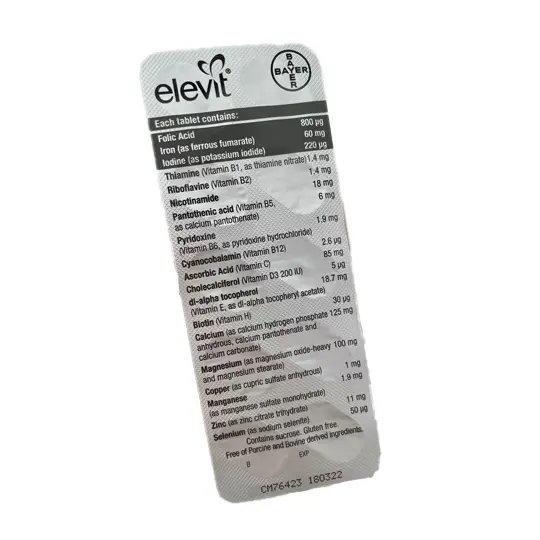 elevit®
BAYER
BAYER
Each tablet contains:
Folic Acid 800 µg
Iron (as ferrous fumarate) 60 mg
Iodine (as potassium iodide) 220 µg
Thiamine (Vitamin B1, as thiamine nitrate) 1.4 mg
Riboflavine (Vitamin B2) 1.4 mg
Nicotinamide 18 mg
Pantothenic acid (Vitamin B5, 6 mg
as calcium pantothenate)
Pyridoxine 1.9 mg
(Vitamin B6, as pyridoxine hydrochloride)
Cyanocobalamin (Vitamin B12) 2.6 µg
Ascorbic Acid (Vitamin C) 85 mg
Cholecalciferol (Vitamin D3 200 IU) 5 µg
dl-alpha tocopherol 18.7 mg
(Vitamin E, as dl-alpha tocopheryl acetate)
Biotin (Vitamin H) 30 µg
Calcium (as calcium hydrogen phosphate 125 mg
anhydrous, calcium pantothenate and
calcium carbonate)
Magnesium (as magnesium oxide-heavy 100 mg
and magnesium stearate)
Copper (as cupric sulfate anhydrous) 1 mg
Manganese 1.9 mg
(as manganese sulfate monohydrate)
Zinc (as zinc citrate trihydrate) 11 mg
Selenium (as sodium selenite) 50 µg
Contains sucrose. Gluten free.
Free of Porcine and Bovine derived ingredients.
B EXP
CM76423 180322